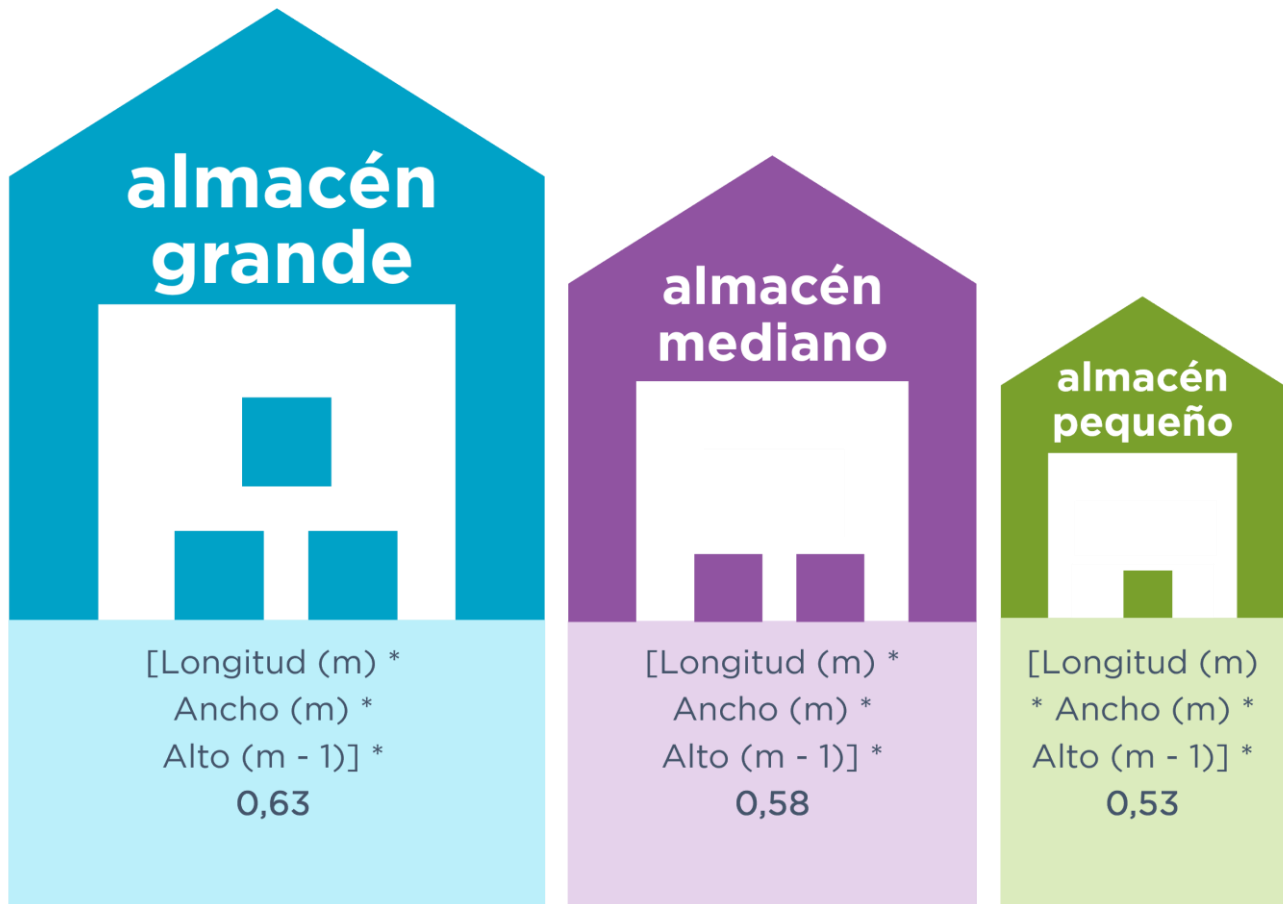 almacén
grande
[Longitud (m) *
Ancho (m) *
Alto (m - 1)] *
0,63
almacén
mediano
[Longitud (m) *
Ancho (m) *
Alto (m - 1)] *
0,58
almacén
pequeño
[Longitud (m)
* Ancho (m) *
Alto (m - 1)] *
0,53